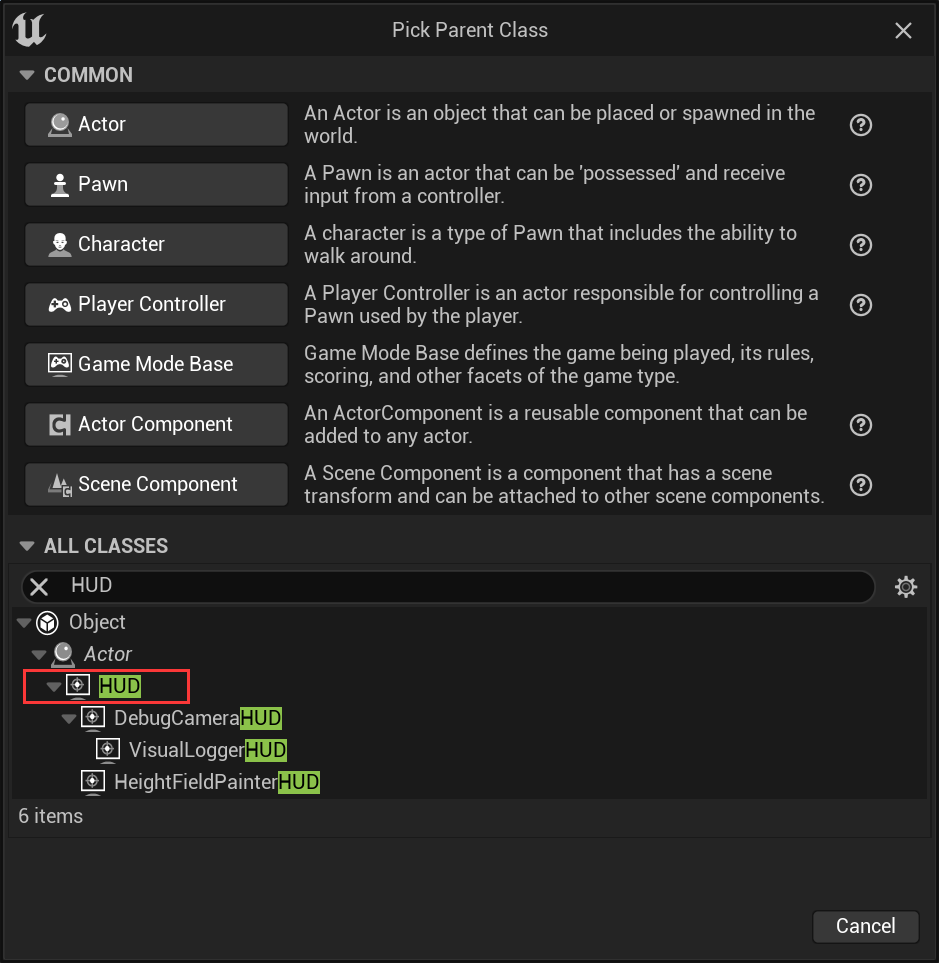 Pick Parent Class
COMMON
Actor
An Actor is an object that can be placed or spawned in the
world.
Pawn
A Pawn is an actor that can be 'possessed' and receive
input from a controller.
Character
A character is a type of Pawn that includes the ability to
walk around.
Player Controller
A Player Controller is an actor responsible for controlling a
Pawn used by the player.
Game Mode Base
Game Mode Base defines the game being played, its rules,
scoring, and other facets of the game type.
Actor Component
An ActorComponent is a reusable component that can be
added to any actor.
Scene Component
A Scene Component is a component that has a scene
transform and can be attached to other scene components.
ALL CLASSES
HUD
Object
Actor
HUD
DebugCameraHUD
VisualLoggerHUD
HeightFieldPainterHUD
6 items
Cancel